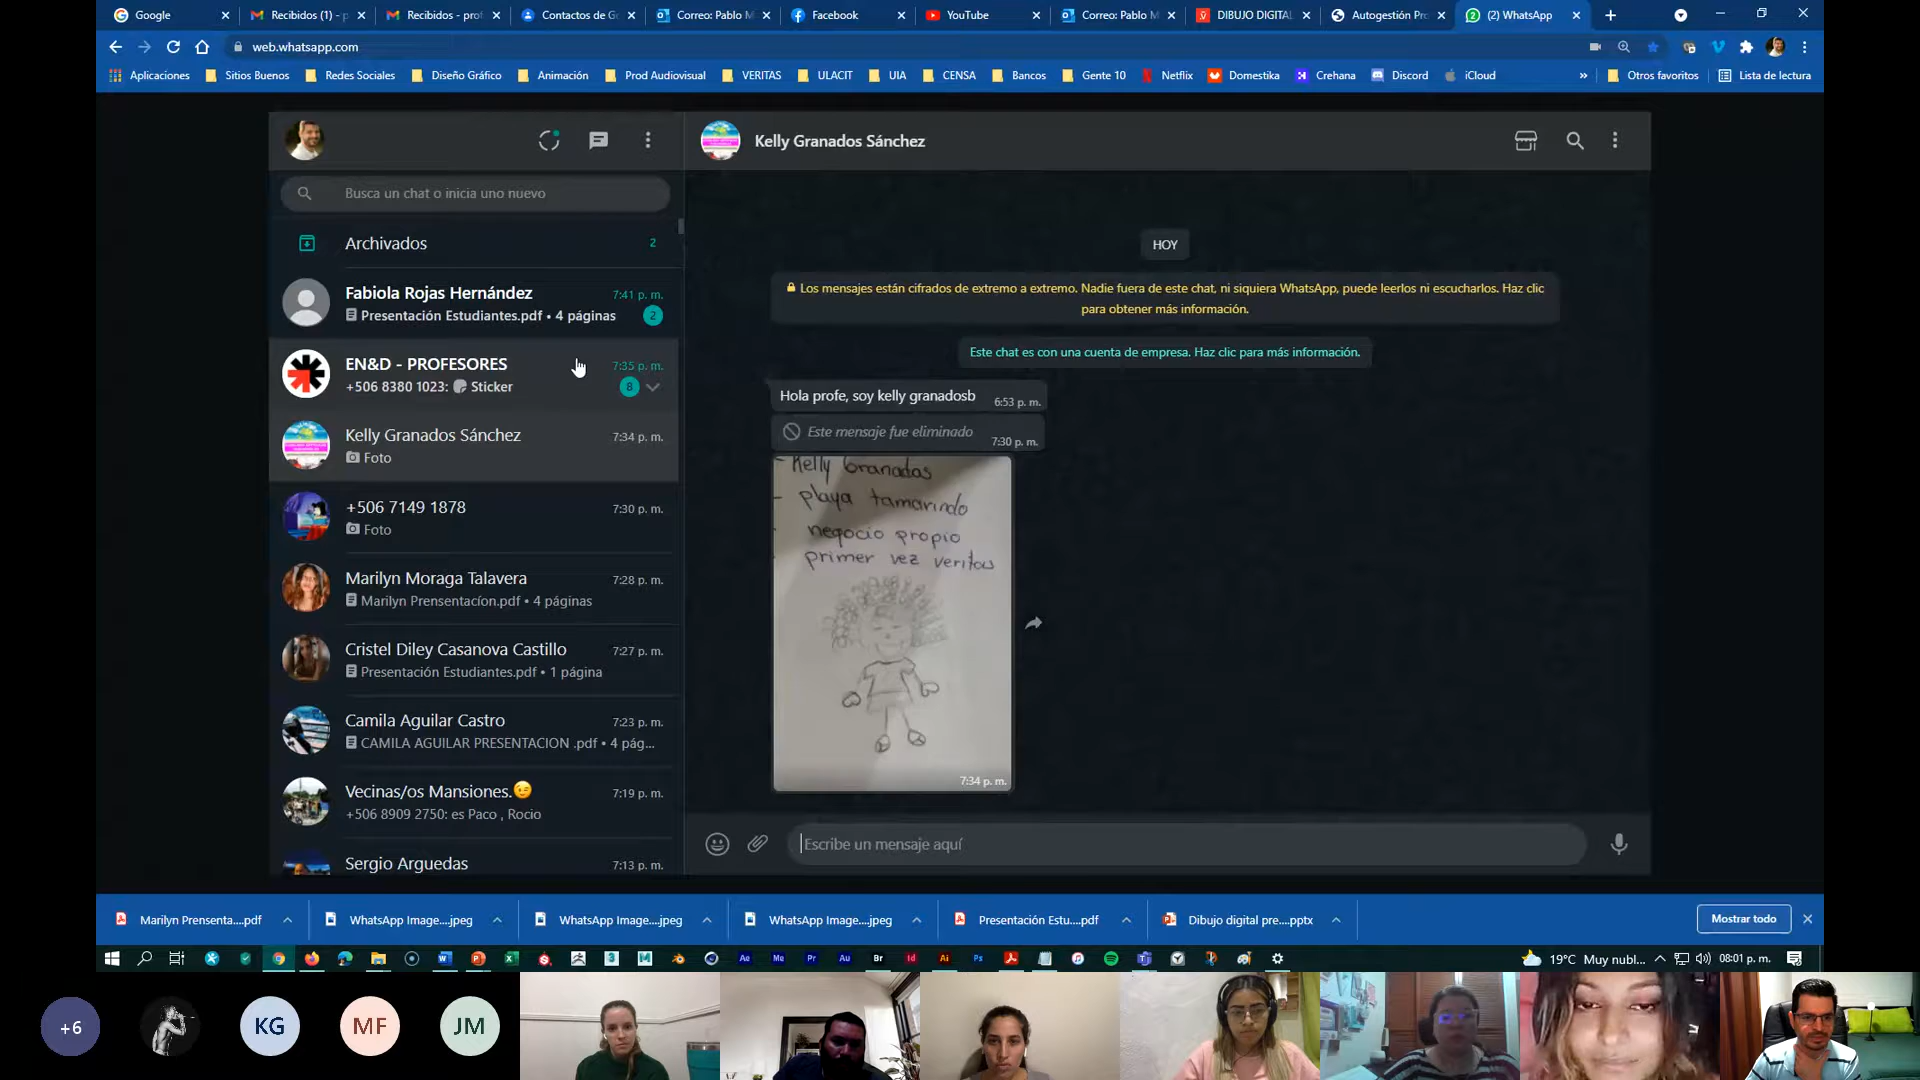 Google
Recibidos (1) - p
Recibidos - prof
Contactos de Go
Correo: Pablo M
Facebook
YouTube
Correo: Pablo M
DIBUJO DIGITAL
Autogestión Pro
(2) WhatsApp
web.whatsapp.com
Aplicaciones
Sitios Buenos
Redes Sociales
Diseño Gráfico
Animación
Prod Audiovisual
VERITAS
ULACIT
UIA
CENSA
Bancos
Gente 10
Netflix
Domestika
Crehana
Discord
iCloud
»
Otros favoritos
Lista de lectura
Busca un chat o inicia uno nuevo
Archivados 2
Fabiola Rojas Hernández 7:41 p. m.
Presentación Estudiantes.pdf • 4 páginas 2
EN&D - PROFESORES 7:35 p. m.
+506 8380 1023: Sticker 8
Kelly Granados Sánchez 7:34 p. m.
Foto
+506 7149 1878 7:30 p. m.
Foto
Marilyn Moraga Talavera 7:28 p. m.
Marilyn Prensentacíon.pdf • 4 páginas
Cristel Diley Casanova Castillo 7:27 p. m.
Presentación Estudiantes.pdf • 1 página
Camila Aguilar Castro 7:23 p. m.
CAMILA AGUILAR PRESENTACION .pdf • 4 pág...
Vecinas/os Mansiones.😉 7:19 p. m.
+506 8909 2750: es Paco , Rocio
Sergio Arguedas 7:13 p. m.
Kelly Granados Sánchez
HOY
Los mensajes están cifrados de extremo a extremo. Nadie fuera de este chat, ni siquiera WhatsApp, puede leerlos ni escucharlos. Haz clic
para obtener más información.
Este chat es con una cuenta de empresa. Haz clic para más información.
Hola profe, soy kelly granadosb 6:53 p. m.
Este mensaje fue eliminado 7:30 p. m.
- Kelly Granados
- playa tamarindo
negocio propio
primer vez veritas
7:34 p. m.
Escribe un mensaje aquí
Marilyn Prensenta....pdf
WhatsApp Image....jpeg
WhatsApp Image....jpeg
WhatsApp Image....jpeg
Presentación Estu....pdf
Dibujo digital pre....pptx
Mostrar todo
Ae
Me
Pr
Au
Br
Id
Ai
Ps
19°C Muy nubl...
08:01 p. m.
+6
KG
MF
JM